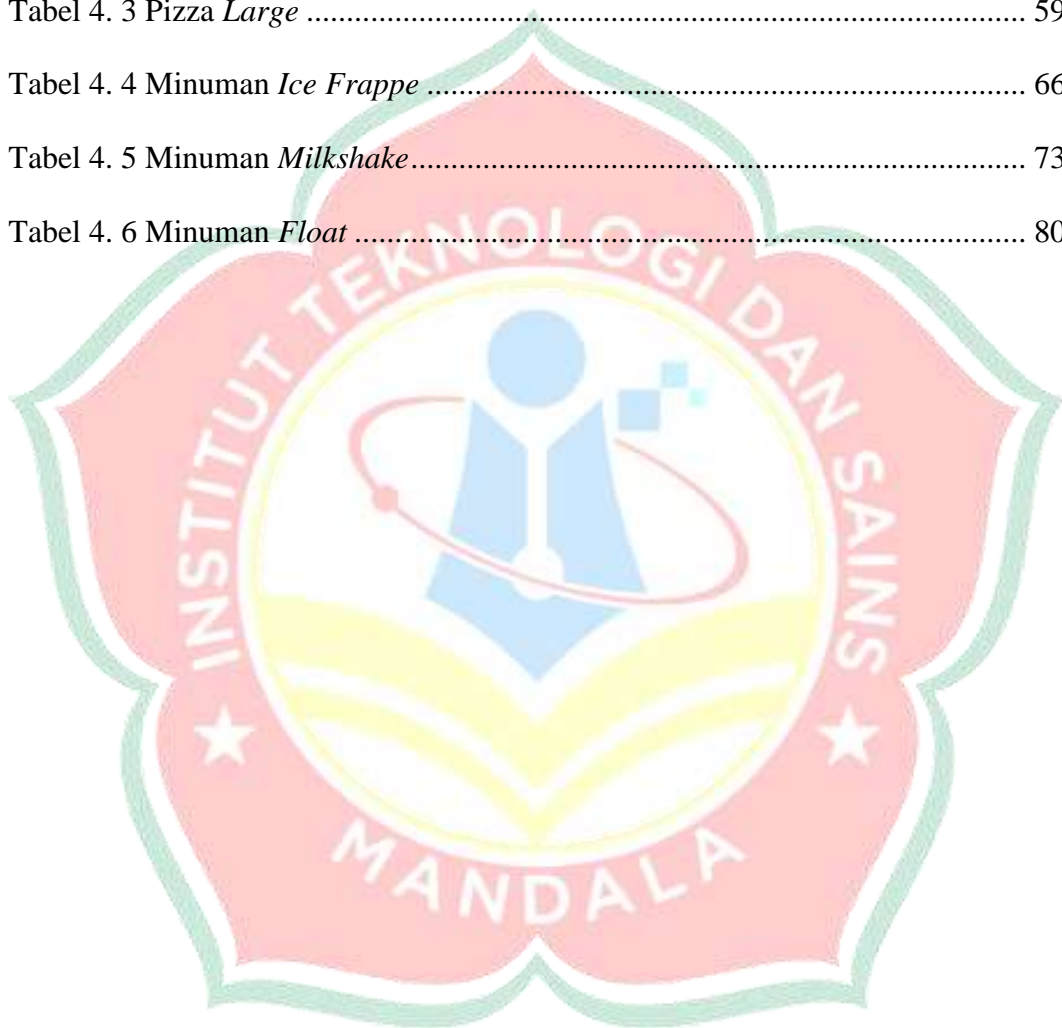 Tabel 4. 3 Pizza Large ........................................................................................... 59
Tabel 4. 4 Minuman Ice Frappe ............................................................................ 66
Tabel 4. 5 Minuman Milkshake.............................................................................. 73
Tabel 4. 6 Minuman Float ..................................................................................... 80
INSTITUT TEKNOLOGI DAN SAINS
MANDALA